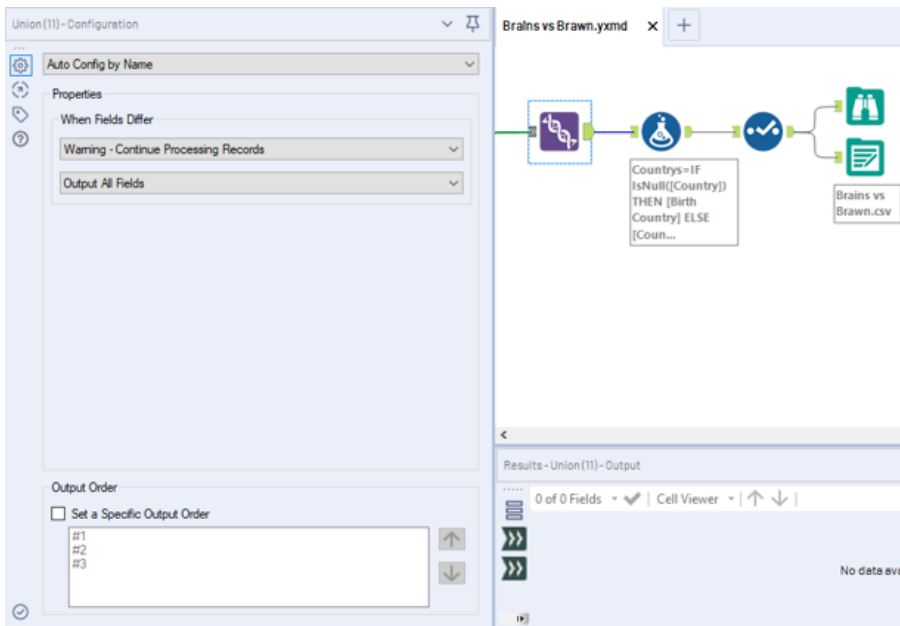 Union (11) - Configuration
Auto Config by Name
Properties
When Fields Differ
Warning - Continue Processing Records
Output All Fields
Output Order
Set a Specific Output Order
#1
#2
#3
Brains vs Brawn.yxmd
Countrys=IF
IsNull([Country])
THEN [Birth
Country] ELSE
[Coun...
Brains vs
Brawn.csv
Results - Union (11) - Output
0 of 0 Fields
Cell Viewer
No data ava